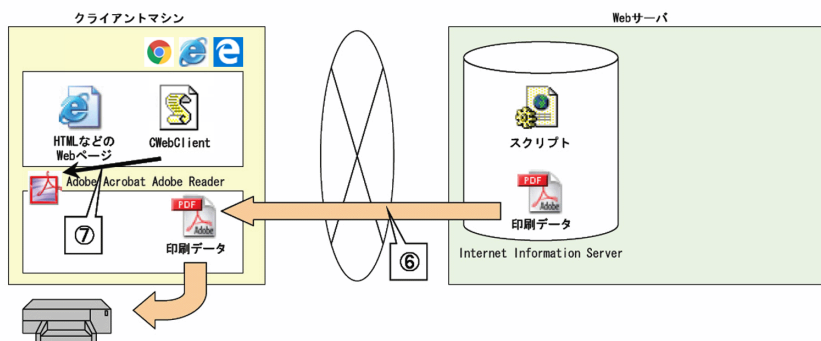 クライアントマシン
Webサーバ
HTMLなどの
Webページ
CWebClient
スクリプト
Adobe Acrobat Adobe Reader
PDF
Adobe
印刷データ
PDF
Adobe
印刷データ
⑦
⑥
Internet Information Server